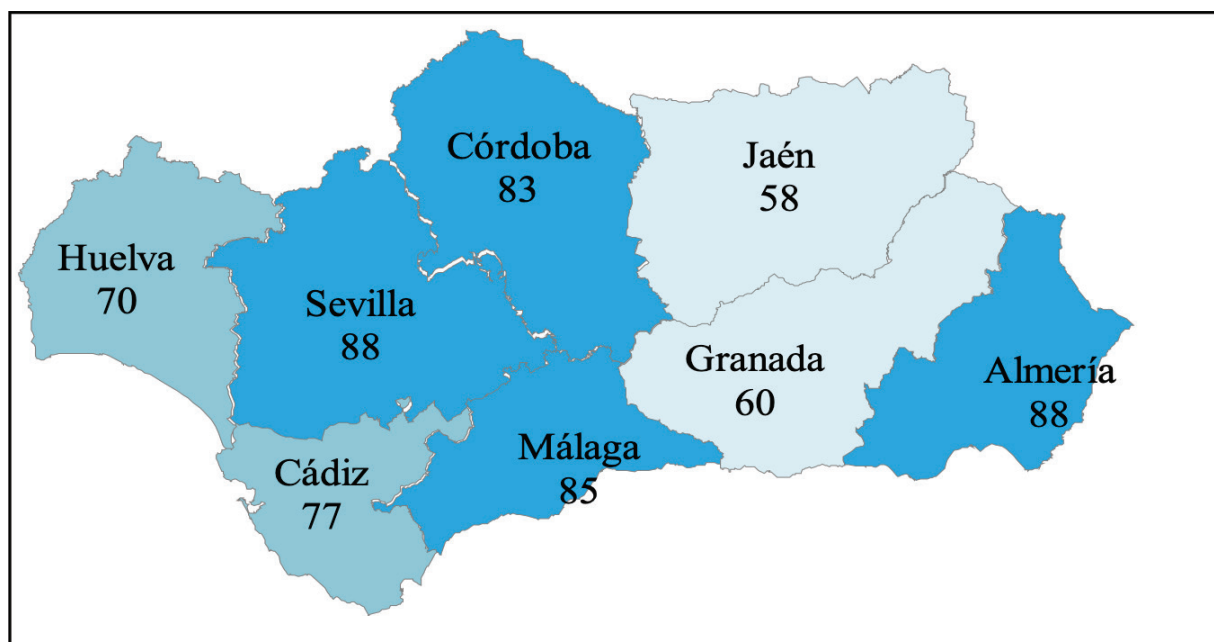 Córdoba
83
Jaén
58
Huelva
70
Sevilla
88
Granada
60
Almería
88
Málaga
85
Cádiz
77